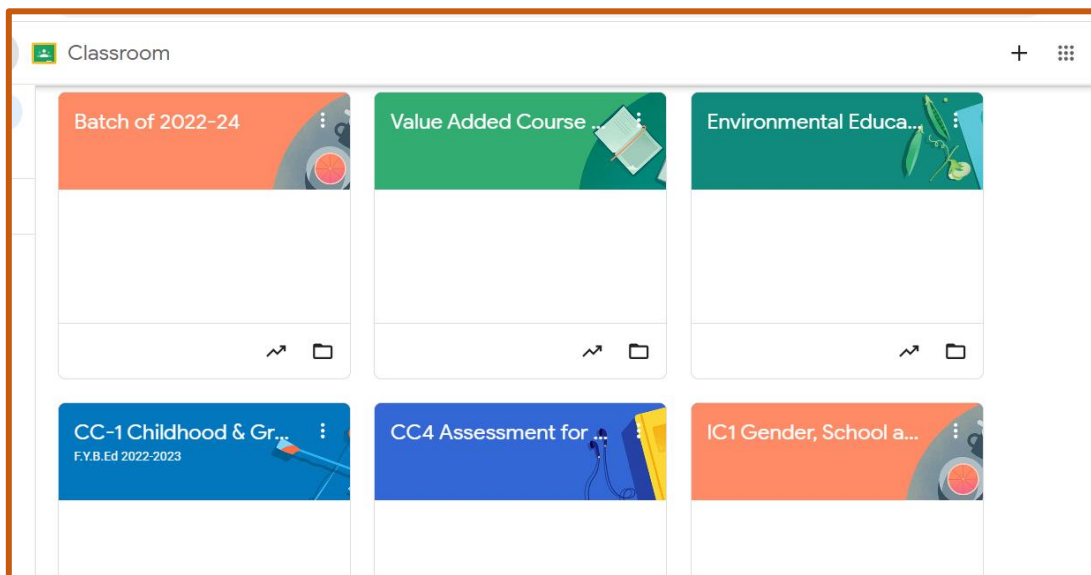 Classroom
Batch of 2022-24
Value Added Course ...
Environmental Educa...
CC-1 Childhood & Gr...
F.Y.B.Ed 2022-2023
CC4 Assessment for ...
IC1 Gender, School a...